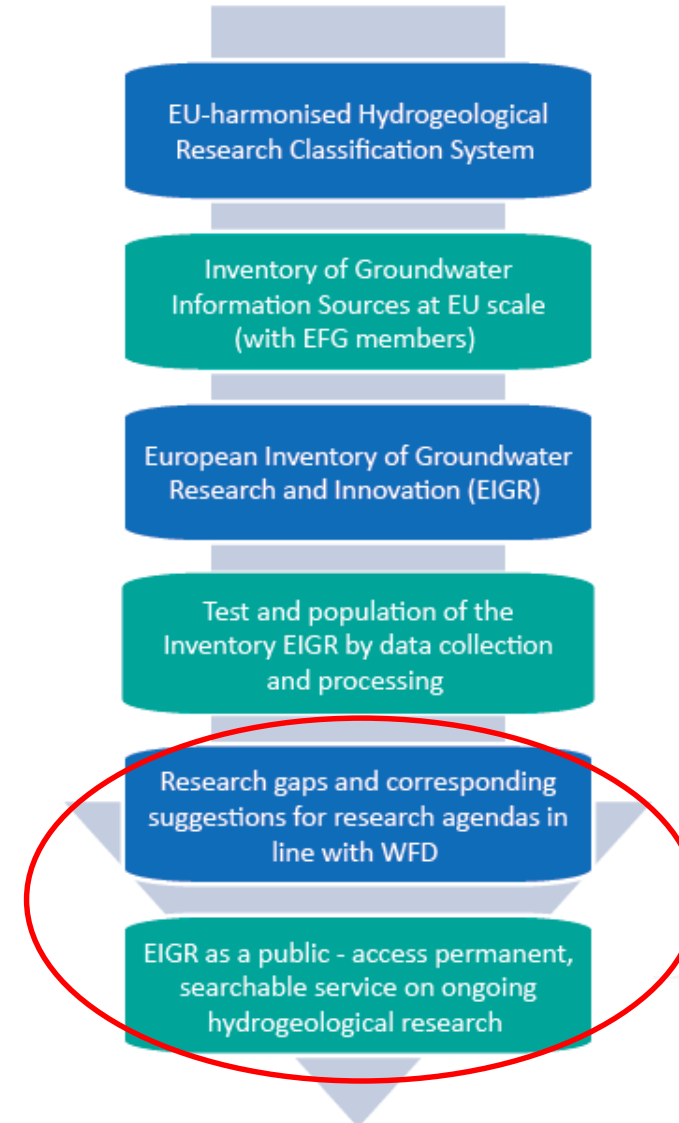 EU-harmonised Hydrogeological
Research Classification System
Inventory of Groundwater
Information Sources at EU scale
(with EFG members)
European Inventory of Groundwater
Research and Innovation (EIGR)
Test and population of the
Inventory EIGR by data collection
and processing
Research gaps and corresponding
suggestions for research agendas in
line with WFD
EIGR as a public - access permanent,
searchable service on ongoing
hydrogeological research